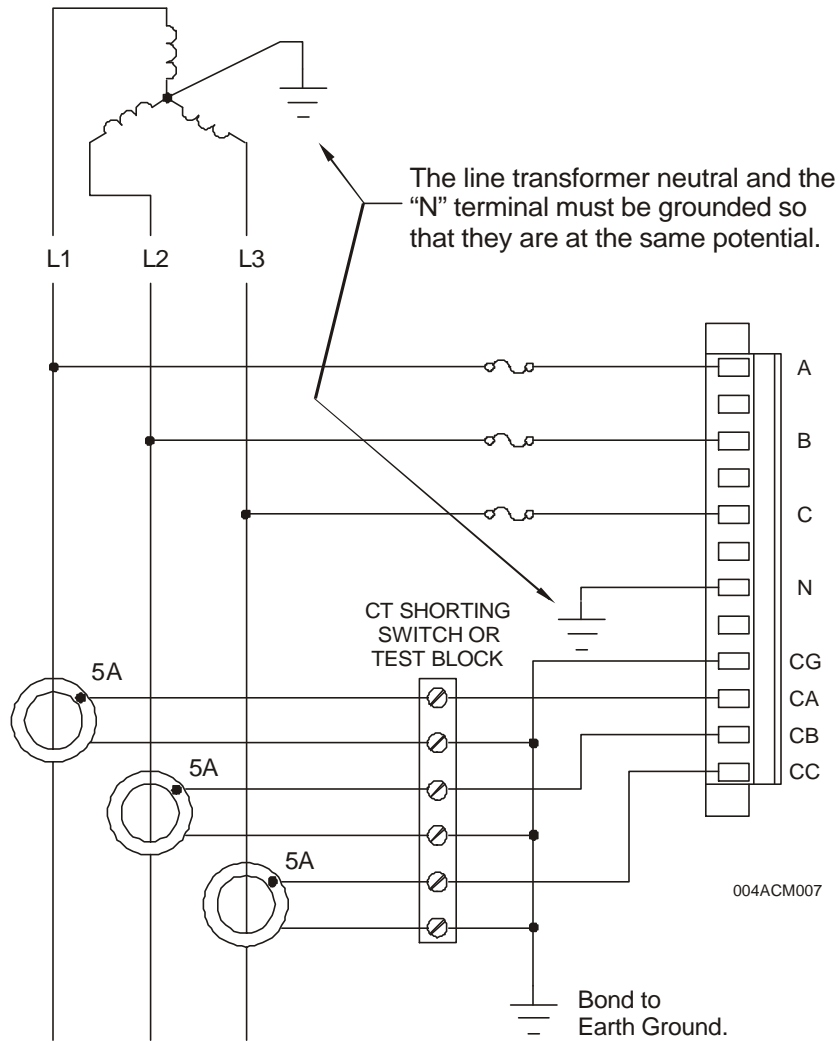 The line transformer neutral and the
“N” terminal must be grounded so
that they are at the same potential.
L1
L2
L3
A
B
C
N
CT SHORTING
SWITCH OR
TEST BLOCK
CG
5A
CA
CB
5A
CC
5A
004ACM007
Bond to
Earth Ground.